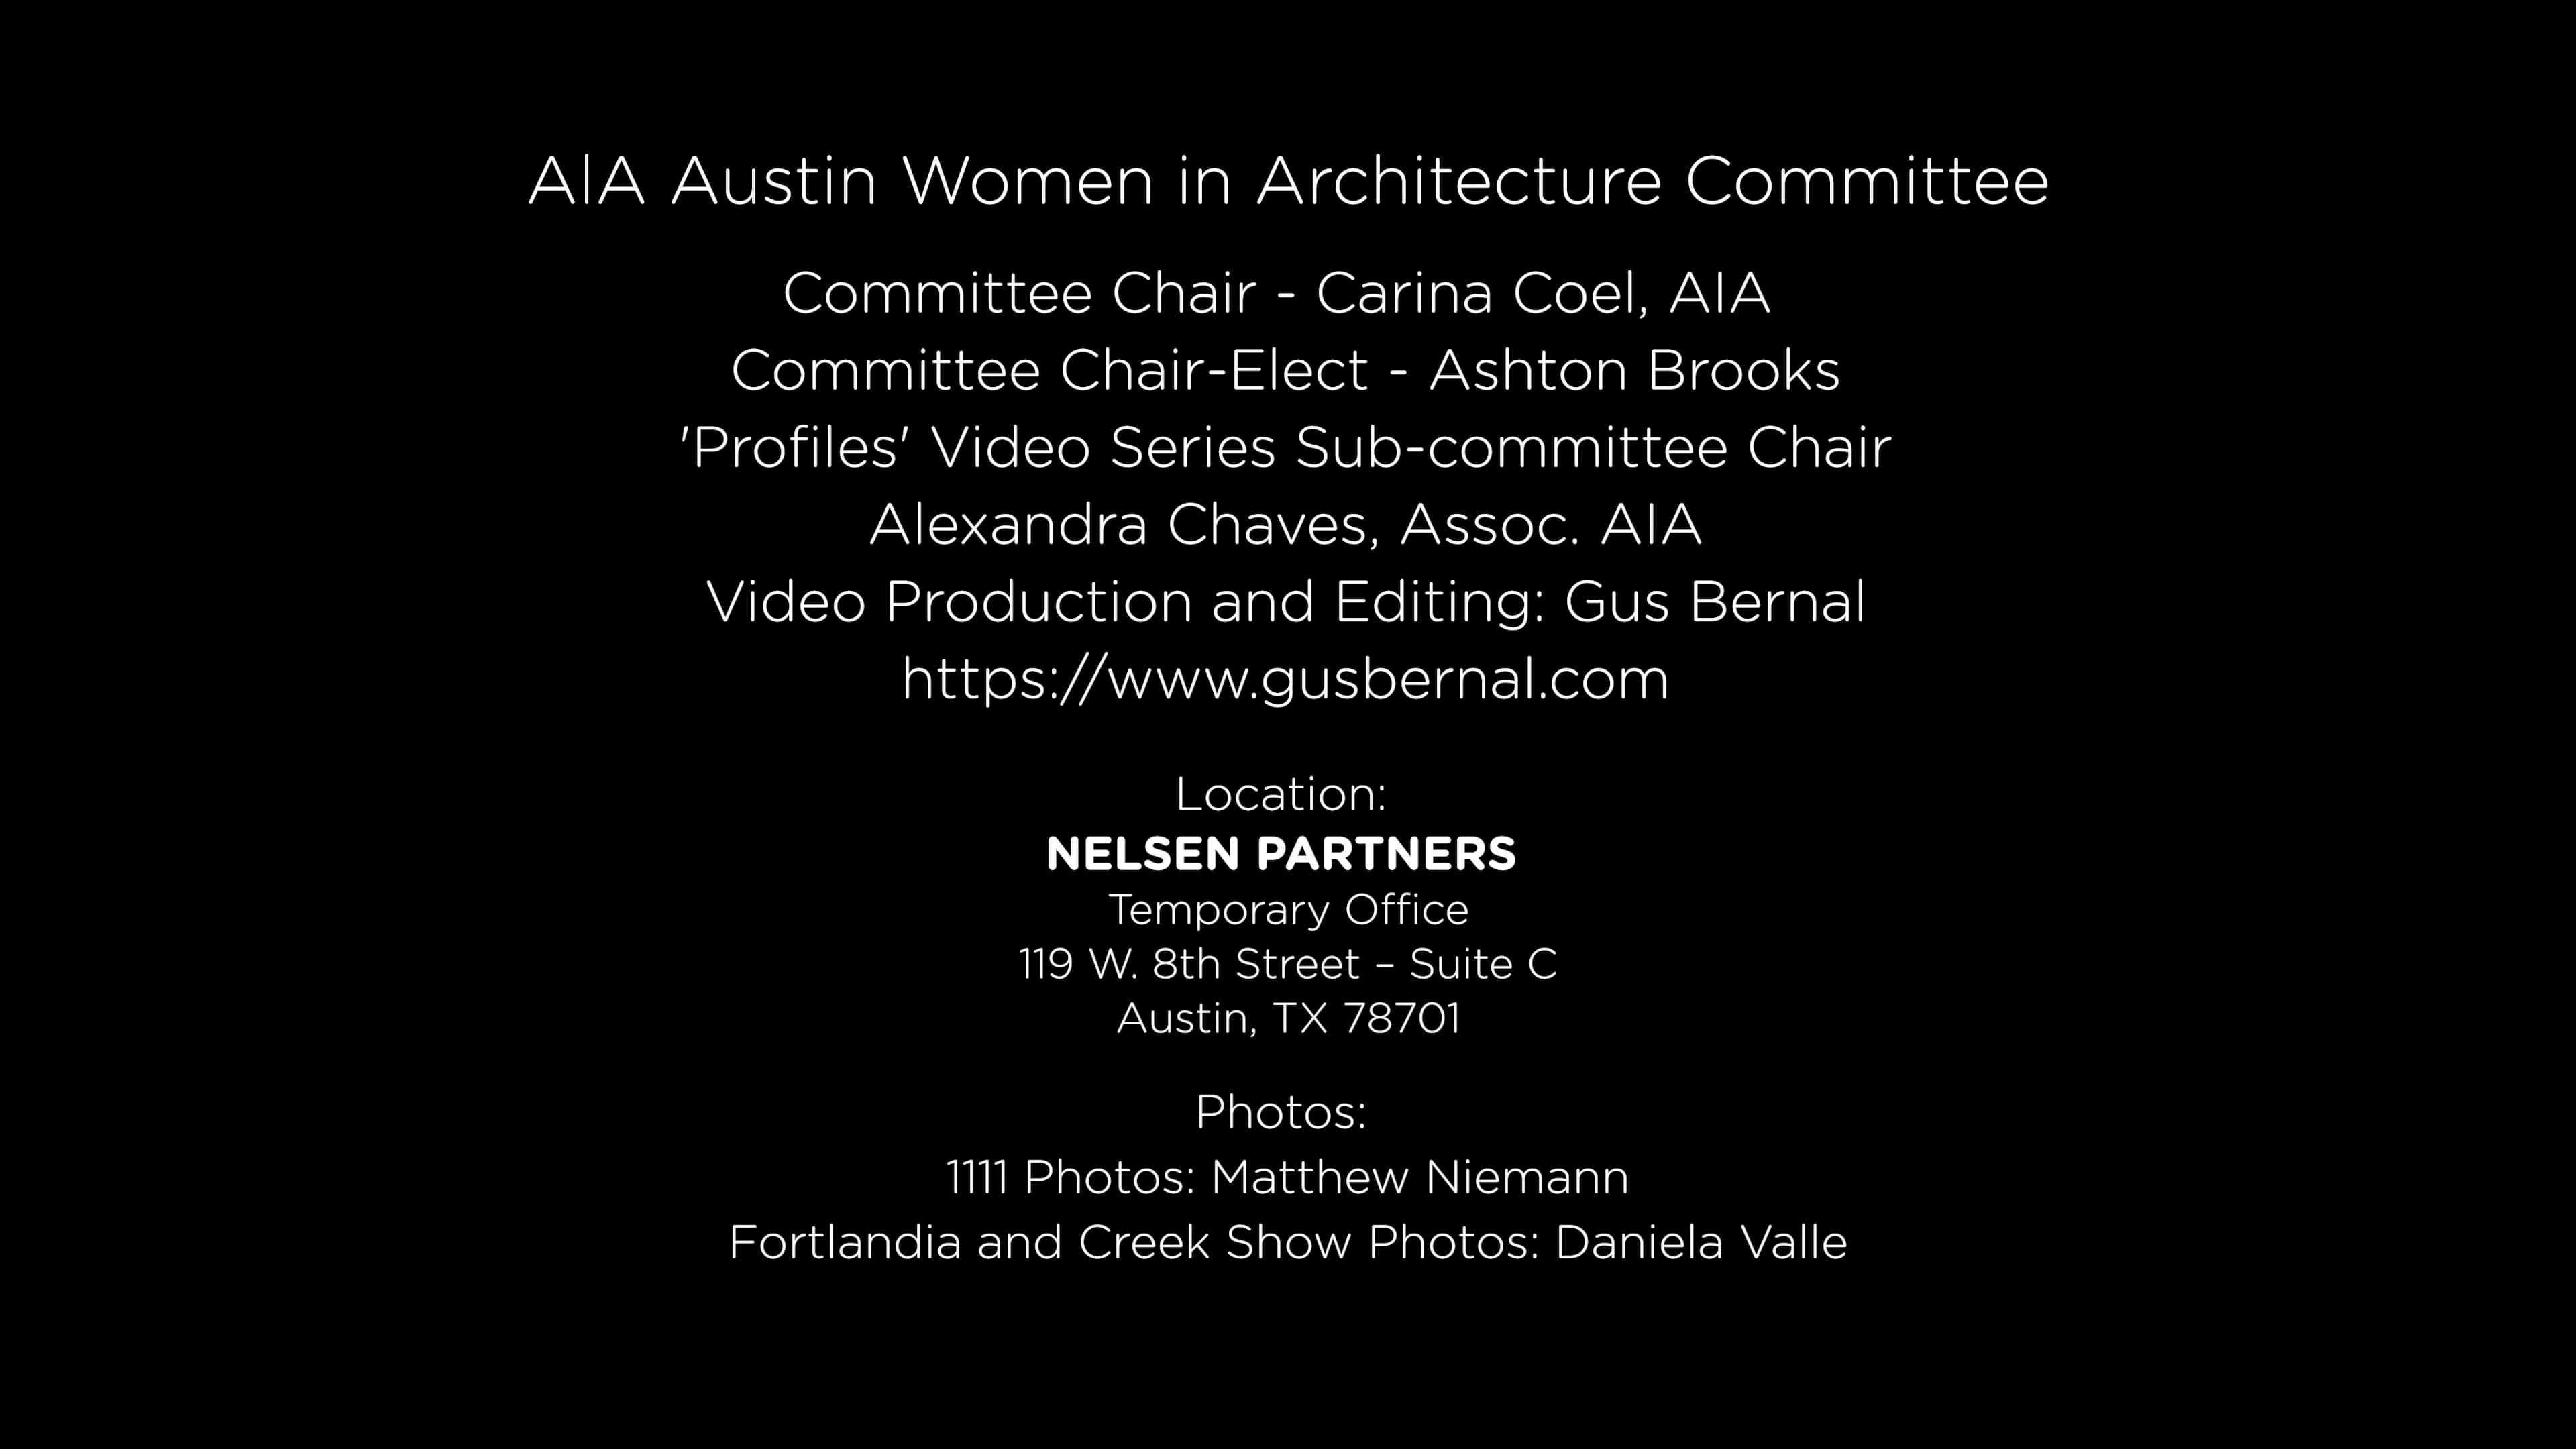 AIA Austin Women in Architecture Committee
Committee Chair - Carina Coel, AIA
Committee Chair-Elect - Ashton Brooks
'Profiles' Video Series Sub-committee Chair
Alexandra Chaves, Assoc. AIA
Video Production and Editing: Gus Bernal
https://www.gusbernal.com
Location:
NELSEN PARTNERS
Temporary Office
119 W. 8th Street – Suite C
Austin, TX 78701
Photos:
1111 Photos: Matthew Niemann
Fortlandia and Creek Show Photos: Daniela Valle